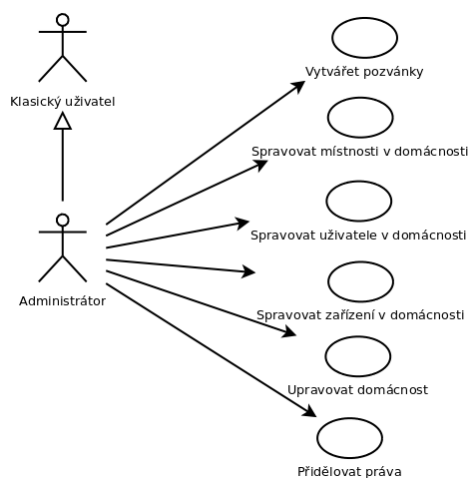 Klasický uživatel
Vytvářet pozvánky
Spravovat místnosti v domácnosti
Spravovat uživatele v domácnosti
Administrátor
Spravovat zařízení v domácnosti
Upravovat domácnost
Přidělovat práva